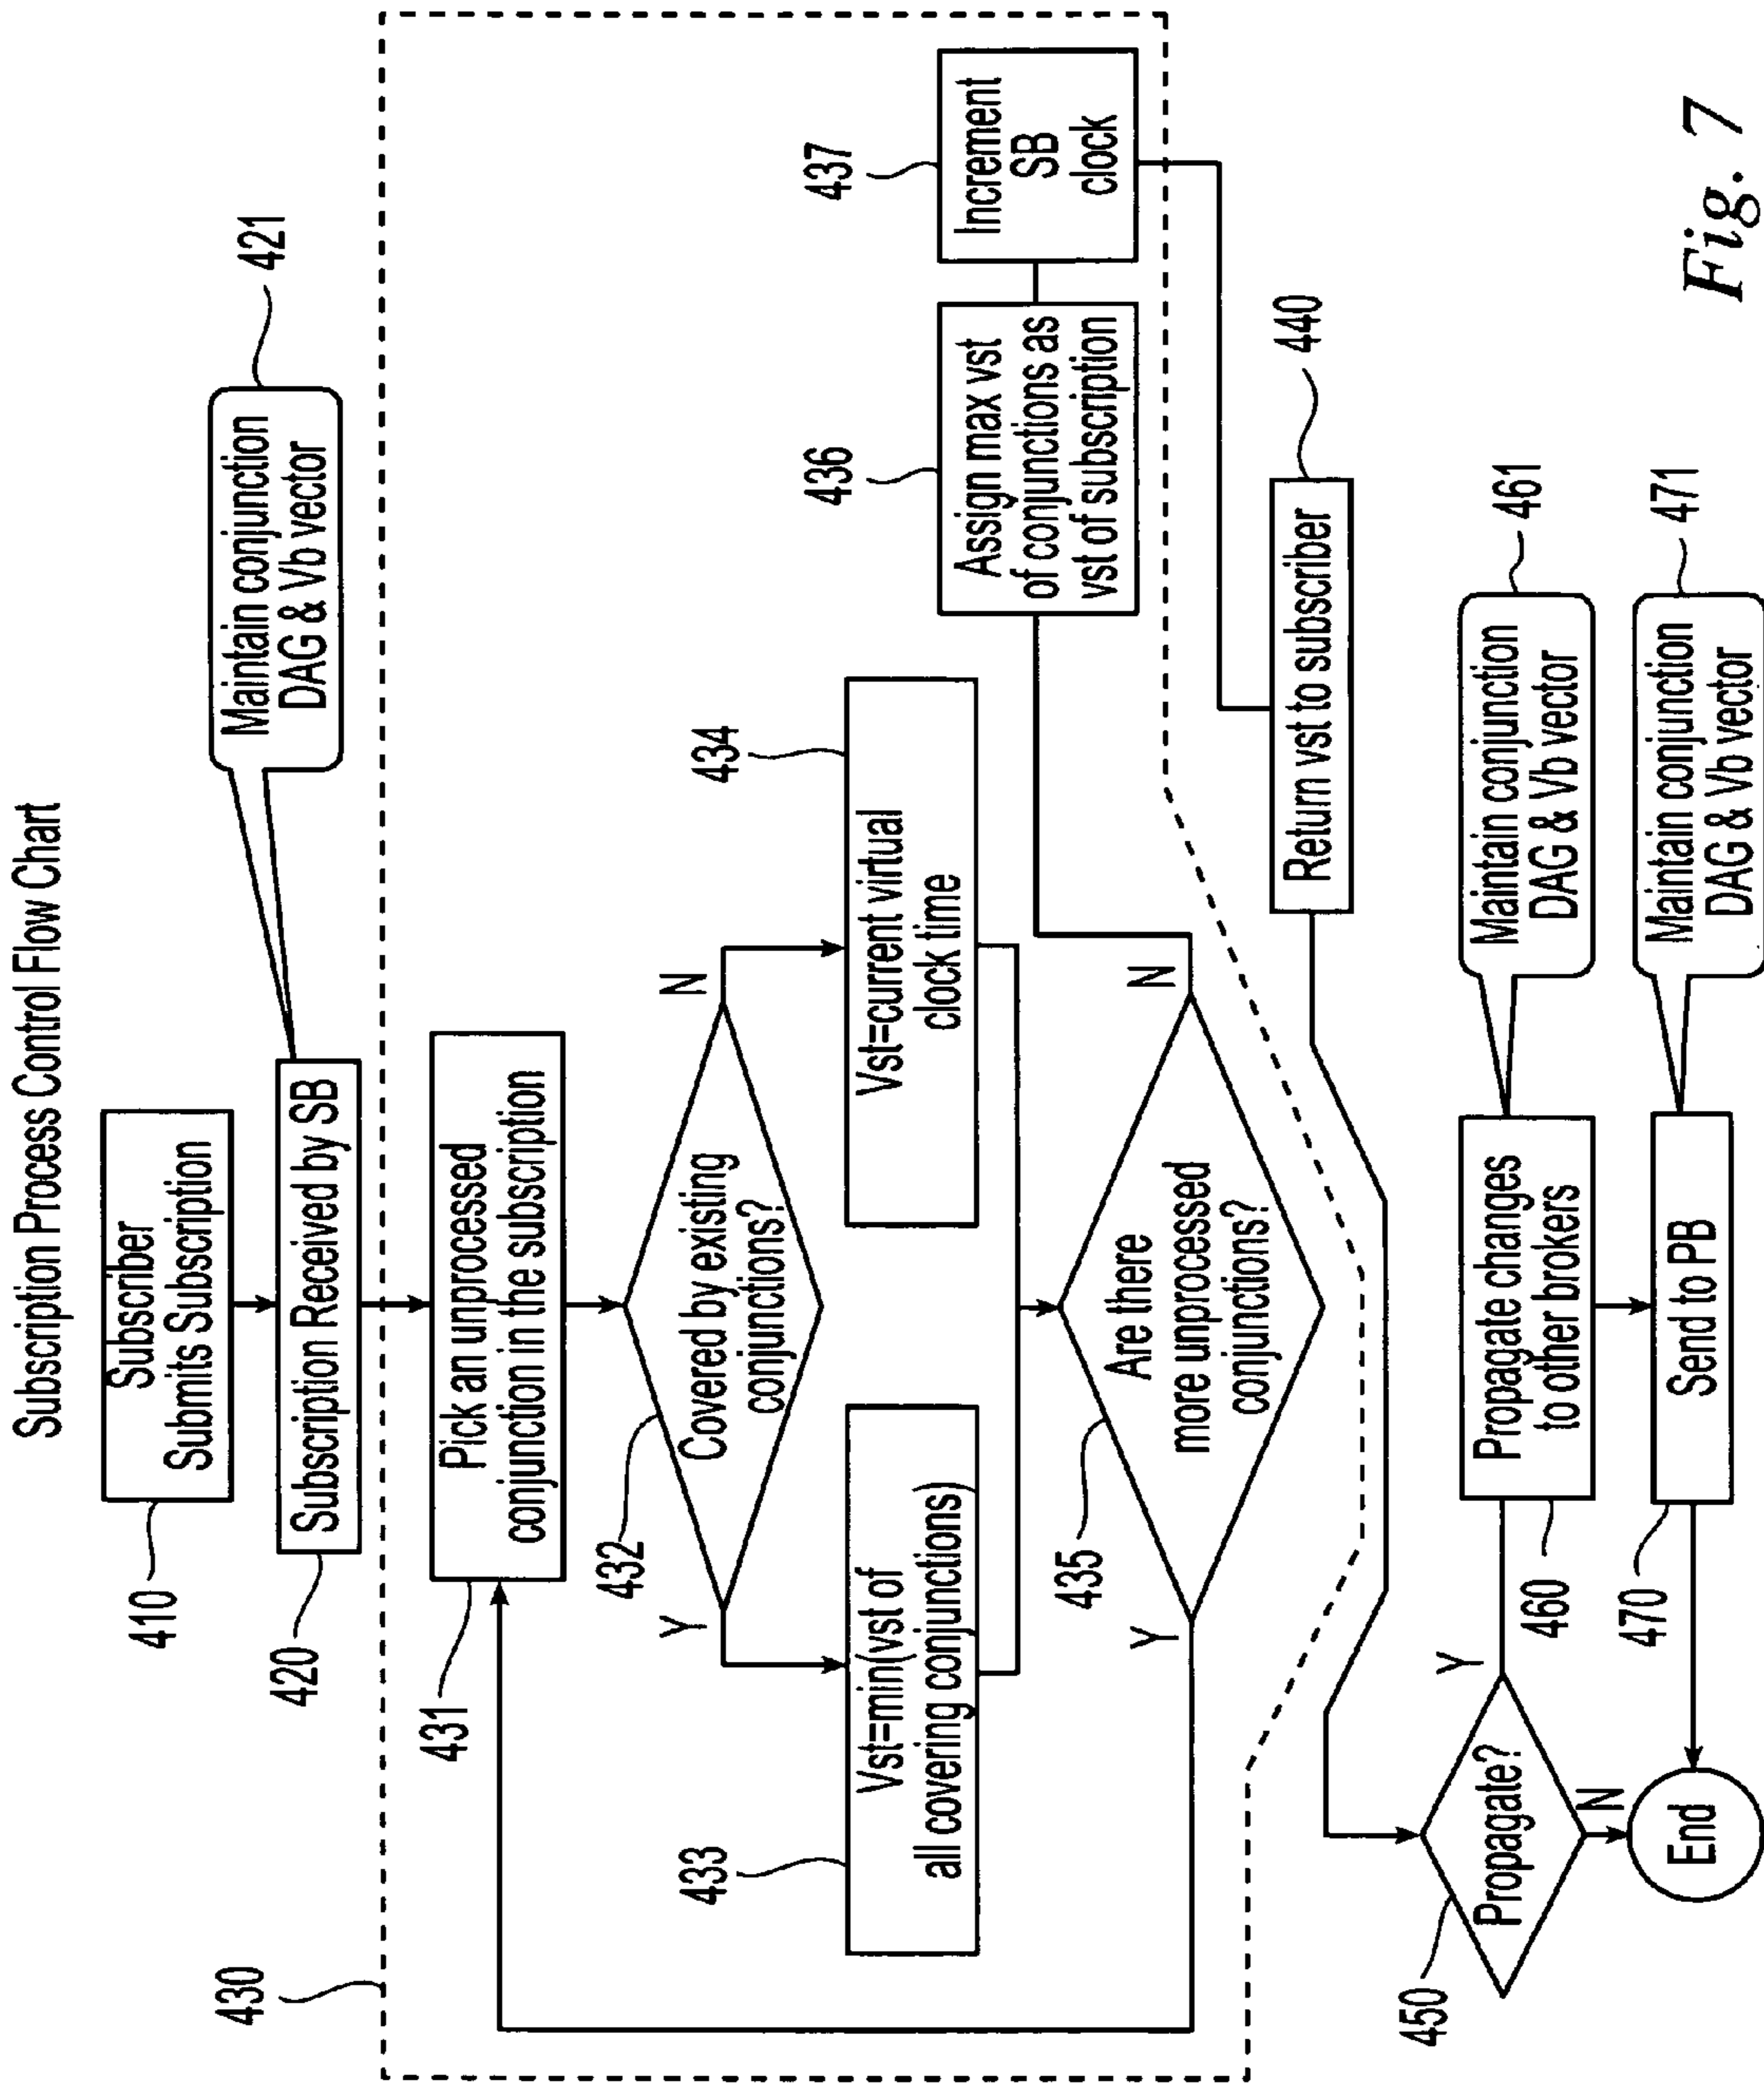 Subscription Process Control Flow Chart
410
Subscriber
Submits Subscription
420
Subscription Received by SB
Maintain conjunction
DAG & Vb vector
421
430
431
Pick an unprocessed
conjunction in the subscription
432
Covered by existing
conjunctions?
Y
N
433
Vst=min(vst of
all covering conjunctions)
434
Vst=current virtual
clock time
435
Are there
more unprocessed
conjunctions?
Y
N
436
Assign max vst
of conjunctions as
vst of subscription
437
Increment
SB
clock
440
Return vst to subscriber
450
Propagate?
Y
N
460
Propagate changes
to other brokers
Maintain conjunction
DAG & Vb vector
461
470
Send to PB
Maintain conjunction
DAG & Vb vector
471
End
Fig. 7